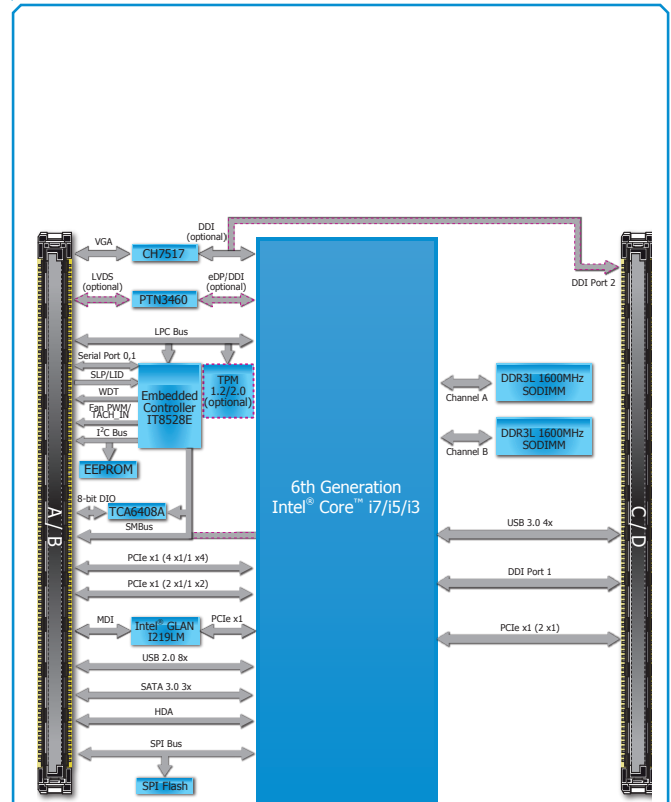 DDI
(optional)
VGA
CH7517
DDI Port 2
LVDS
(optional)
eDP/DDI
(optional)
PTN3460
LPC Bus
Serial Port 0,1
SLP/LID
WDT
Fan PWM/
TACH_IN
I²C Bus
Embedded
Controller
IT8528E
TPM
1.2/2.0
(optional)
EEPROM
8-bit DIO
TCA6408A
SMBus
A / B
PCIe x1 (4 x1/1 x4)
PCIe x1 (2 x1/1 x2)
MDI
Intel® GLAN
I219LM
PCIe x1
USB 2.0 8x
SATA 3.0 3x
HDA
SPI Bus
SPI Flash
6th Generation
Intel® Core™ i7/i5/i3
Channel A
DDR3L 1600MHz
SODIMM
Channel B
DDR3L 1600MHz
SODIMM
USB 3.0 4x
DDI Port 1
PCIe x1 (2 x1)
C / D